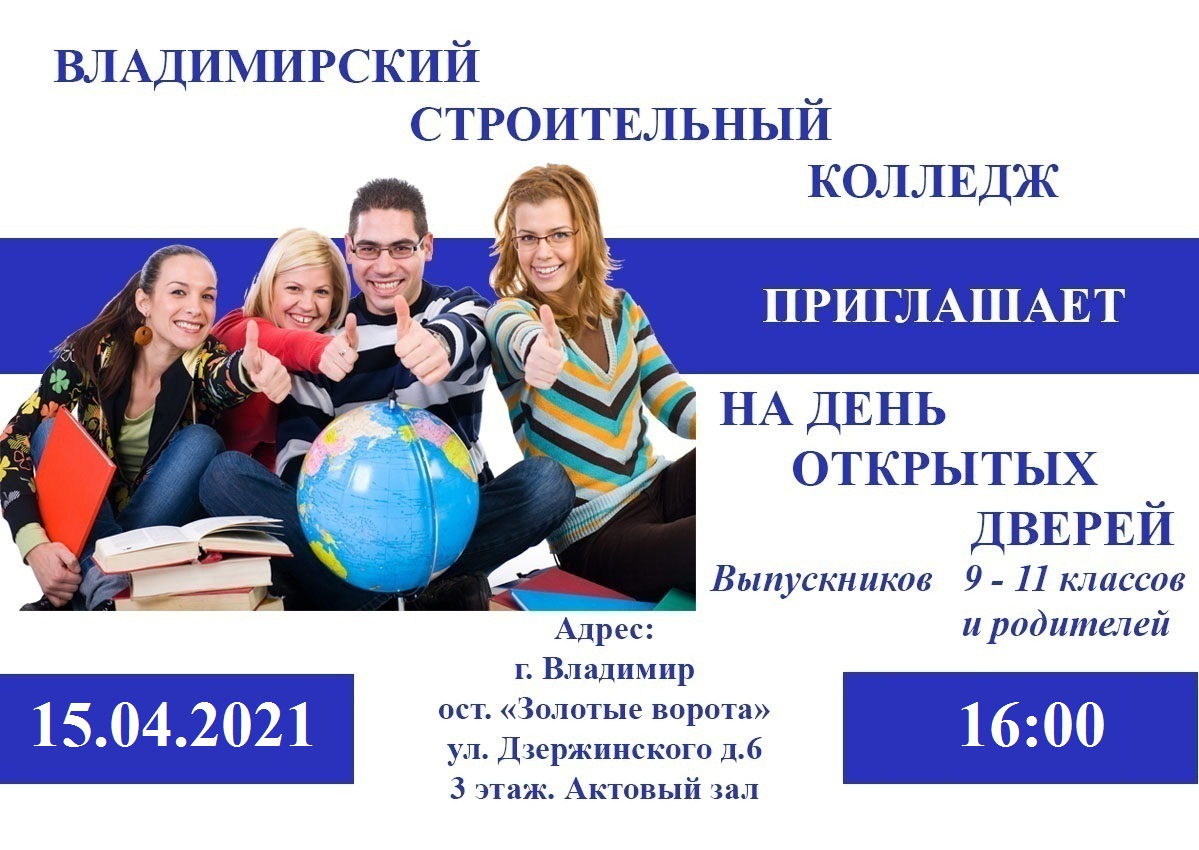 ВЛАДИМИРСКИЙ
СТРОИТЕЛЬНЫЙ
КОЛЛЕДЖ
ПРИГЛАШАЕТ
НА ДЕНЬ
ОТКРЫТЫХ
ДВЕРЕЙ
Выпускников 9 - 11 классов
и родителей
Адрес:
г. Владимир
ост. «Золотые ворота»
ул. Дзержинского д.6
3 этаж. Актовый зал
15.04.2021
16:00